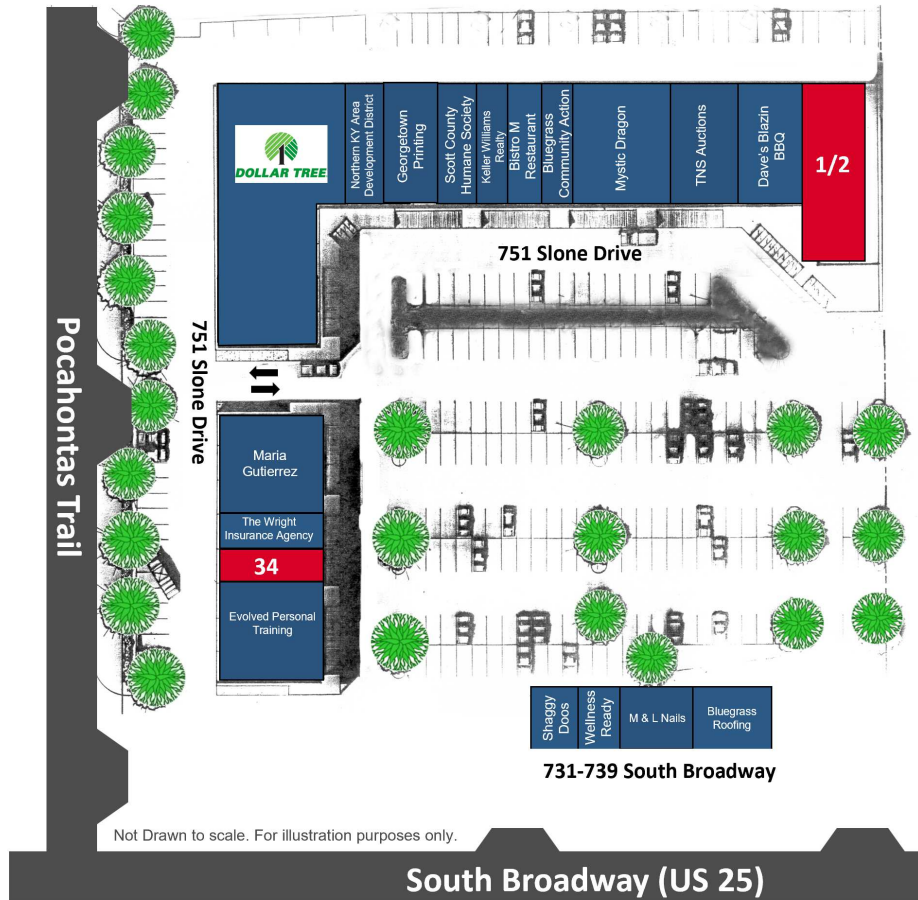 DOLLAR TREE
Northern KY Area
Development District
Georgetown
Printing
Scott County
Humane Society
Keller Williams
Realty
Bistro M
Restaurant
Bluegrass
Community Action
Mystic Dragon
TNS Auctions
Dave's Blazin
BBQ
1/2
751 Slone Drive
Pocahontas Trail
751 Slone Drive
Maria
Gutierrez
The Wright
Insurance Agency
34
Evolved Personal
Training
Shaggy
Doos
Wellness
Ready
M & L Nails
Bluegrass
Roofing
731-739 South Broadway
Not Drawn to scale. For illustration purposes only.
South Broadway (US 25)